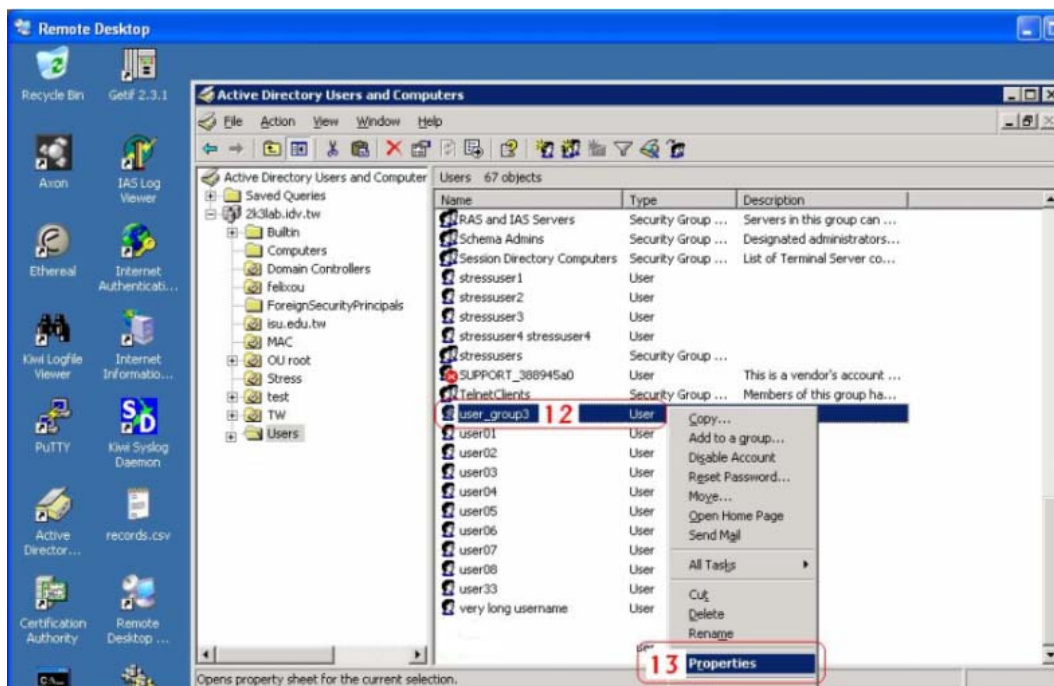 Remote Desktop
Recycle Bin
Getif 2.3.1
Axon
IAS Log
Viewer
Ethereal
Internet
Authenticati...
Kiwi Logfile
Viewer
Internet
Informatio...
PuTTY
Kiwi Syslog
Daemon
Active
Director...
records.csv
Certification
Authority
Remote
Desktop ...
Active Directory Users and Computers
File Action View Window Help
Active Directory Users and Computer
Saved Queries
2k3lab.idv.tw
Builtin
Computers
Domain Controllers
felixou
ForeignSecurityPrincipals
isu.edu.tw
MAC
OU root
Stress
test
TW
Users
Users 67 objects
Name Type Description
RAS and IAS Servers Security Group ... Servers in this group can ...
Schema Admins Security Group ... Designated administrators...
Session Directory Computers Security Group ... List of Terminal Server co...
stressuser1 User
stressuser2 User
stressuser3 User
stressuser4 stressuser4 User
stressusers Security Group ...
SUPPORT_388945a0 User This is a vendor's account ...
TelnetClients Security Group ... Members of this group ha...
user_group3 12 User
user01 User
user02 User
user03 User
user04 User
user05 User
user06 User
user07 User
user08 User
user33 User
very long username User
Copy...
Add to a group...
Disable Account
Reset Password...
Move...
Open Home Page
Send Mail
All Tasks
Cut
Delete
Rename
13 Properties
Opens property sheet for the current selection.